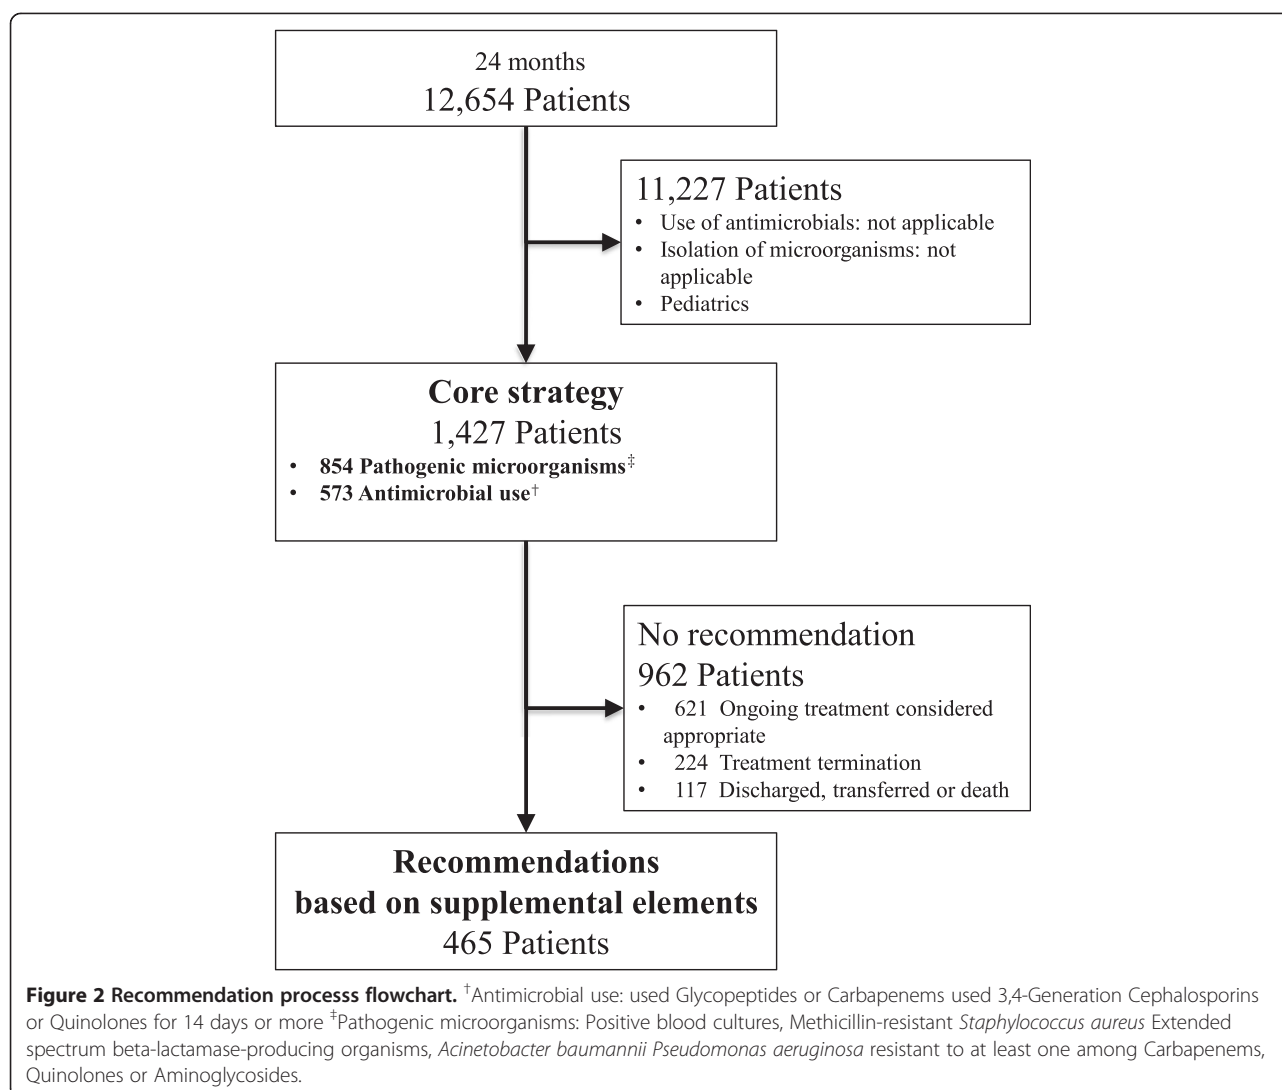 24 months
12,654 Patients
11,227 Patients
• Use of antimicrobials: not applicable
• Isolation of microorganisms: not
applicable
• Pediatrics
Core strategy
1,427 Patients
• 854 Pathogenic microorganisms‡
• 573 Antimicrobial use†
No recommendation
962 Patients
• 621 Ongoing treatment considered
appropriate
• 224 Treatment termination
• 117 Discharged, transferred or death
Recommendations
based on supplemental elements
465 Patients
Figure 2 Recommendation processs flowchart. †Antimicrobial use: used Glycopeptides or Carbapenems used 3,4-Generation Cephalosporins
or Quinolones for 14 days or more ‡Pathogenic microorganisms: Positive blood cultures, Methicillin-resistant Staphylococcus aureus Extended
spectrum beta-lactamase-producing organisms, Acinetobacter baumannii Pseudomonas aeruginosa resistant to at least one among Carbapenems,
Quinolones or Aminoglycosides.